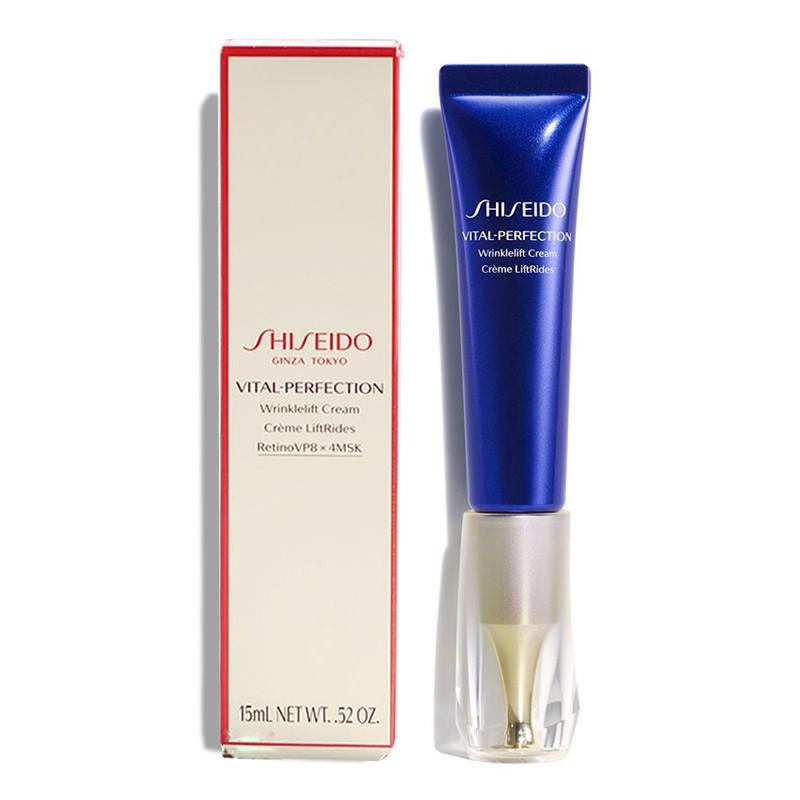 SHISEIDO
GINZA TOKYO
VITAL-PERFECTION
Wrinklelift Cream
Crème LiftRides
RetinoVP8 × 4MSK
15mL NET WT. .52 OZ.
SHISEIDO
VITAL-PERFECTION
Wrinklelift Cream
Crème LiftRides